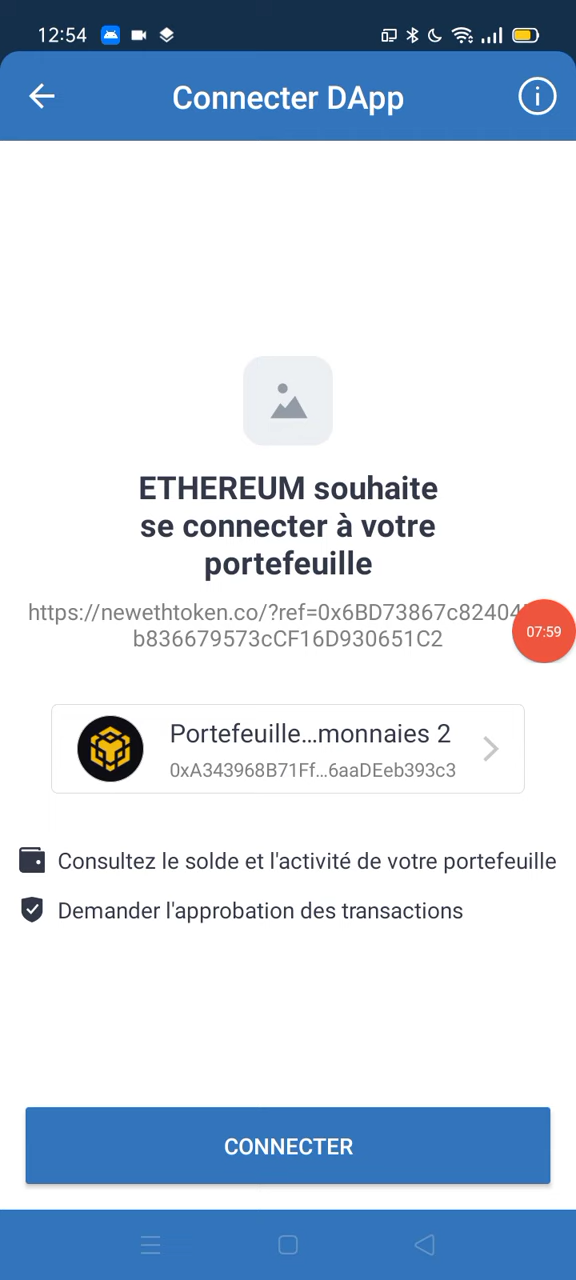 12:54
Connecter DApp
ETHEREUM souhaite
se connecter à votre
portefeuille
https://newethtoken.co/?ref=0x6BD73867c82404
b836679573cCF16D930651C2
07:59
Portefeuille...monnaies 2
0xA343968B71Ff...6aaDEeb393c3
Consultez le solde et l'activité de votre portefeuille
Demander l'approbation des transactions
CONNECTER